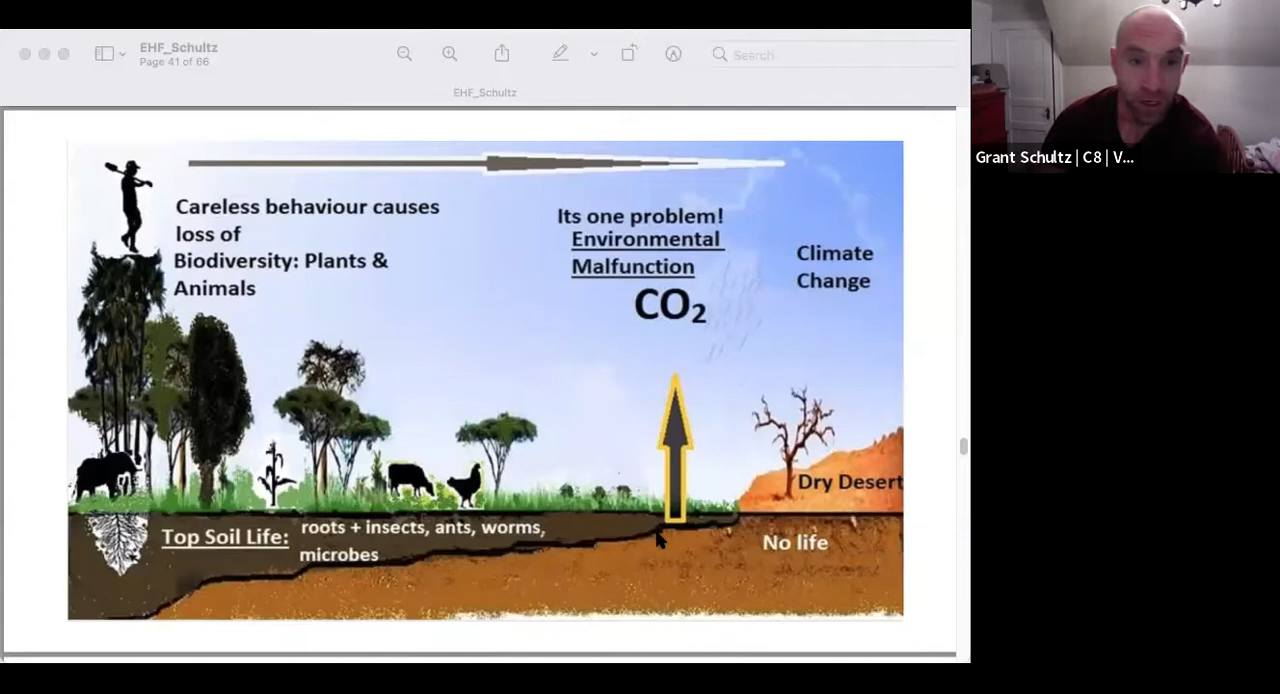 EHF_Schultz
Page 41 of 66
Search
EHF_Schultz
Grant Schultz | C8 | V...
Careless behaviour causes
loss of
Biodiversity: Plants &
Animals
Its one problem!
Environmental
Malfunction
CO₂
Climate
Change
Dry Desert
Top Soil Life: roots + insects, ants, worms,
microbes
No life